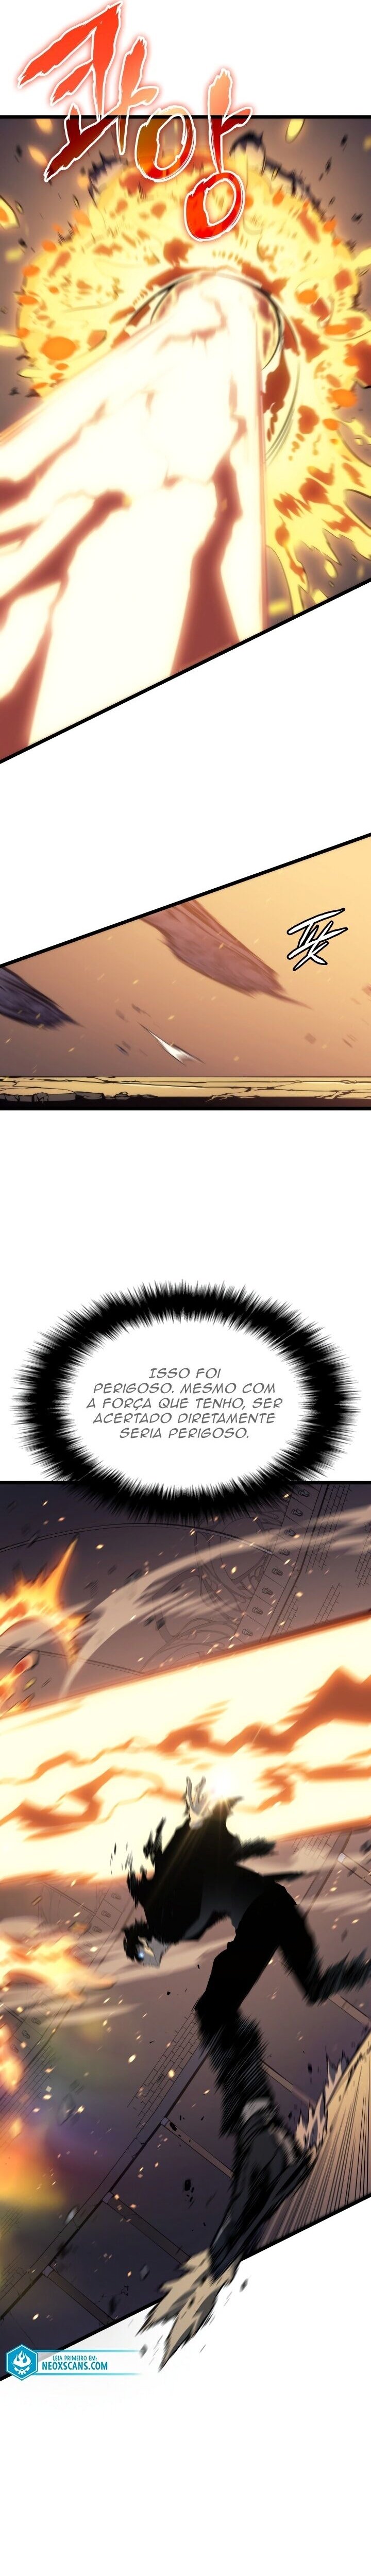 콰앙
팟
ISSO FOI
PERIGOSO. MESMO COM
A FORÇA QUE TENHO, SER
ACERTADO DIRETAMENTE
SERIA PERIGOSO.
LEIA PRIMEIRO EM:
NEOXSCANS.COM